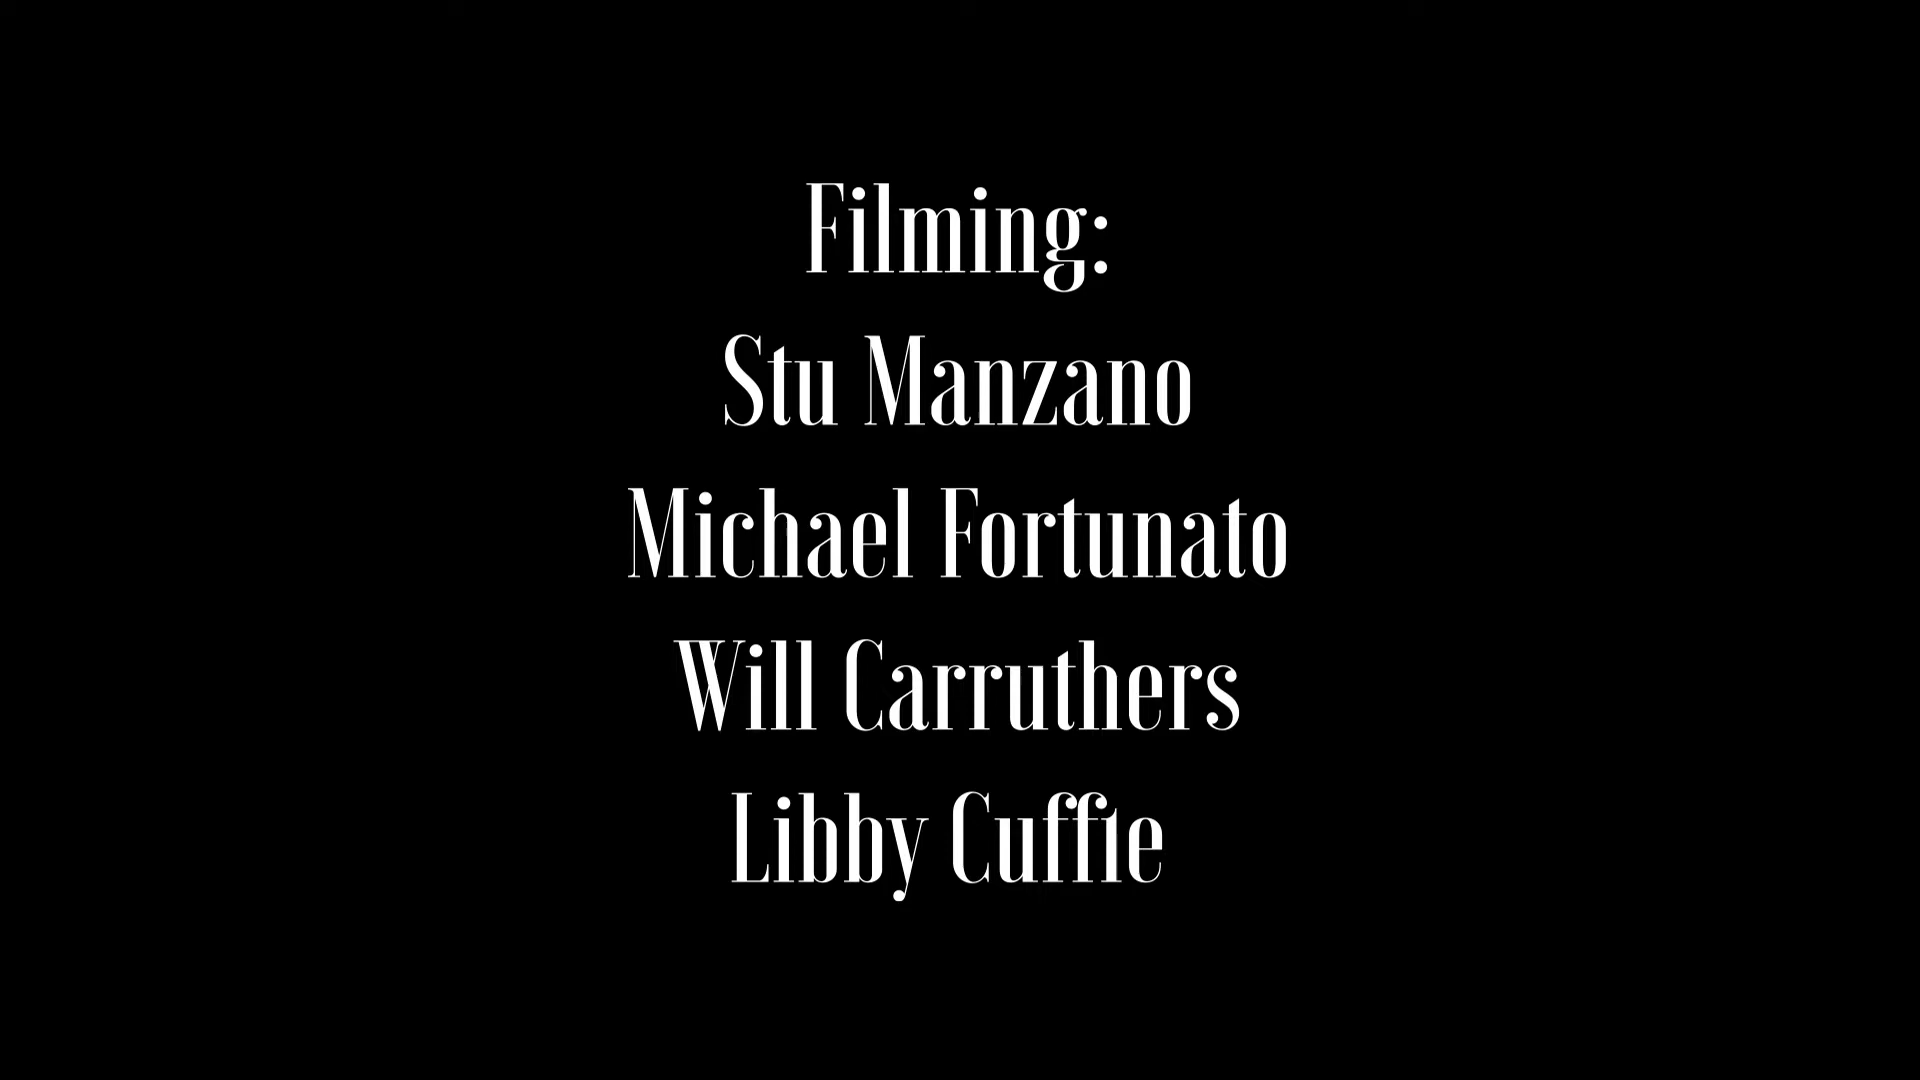 Filming:
Stu Manzano
Michael Fortunato
Will Carruthers
Libby Cuffie